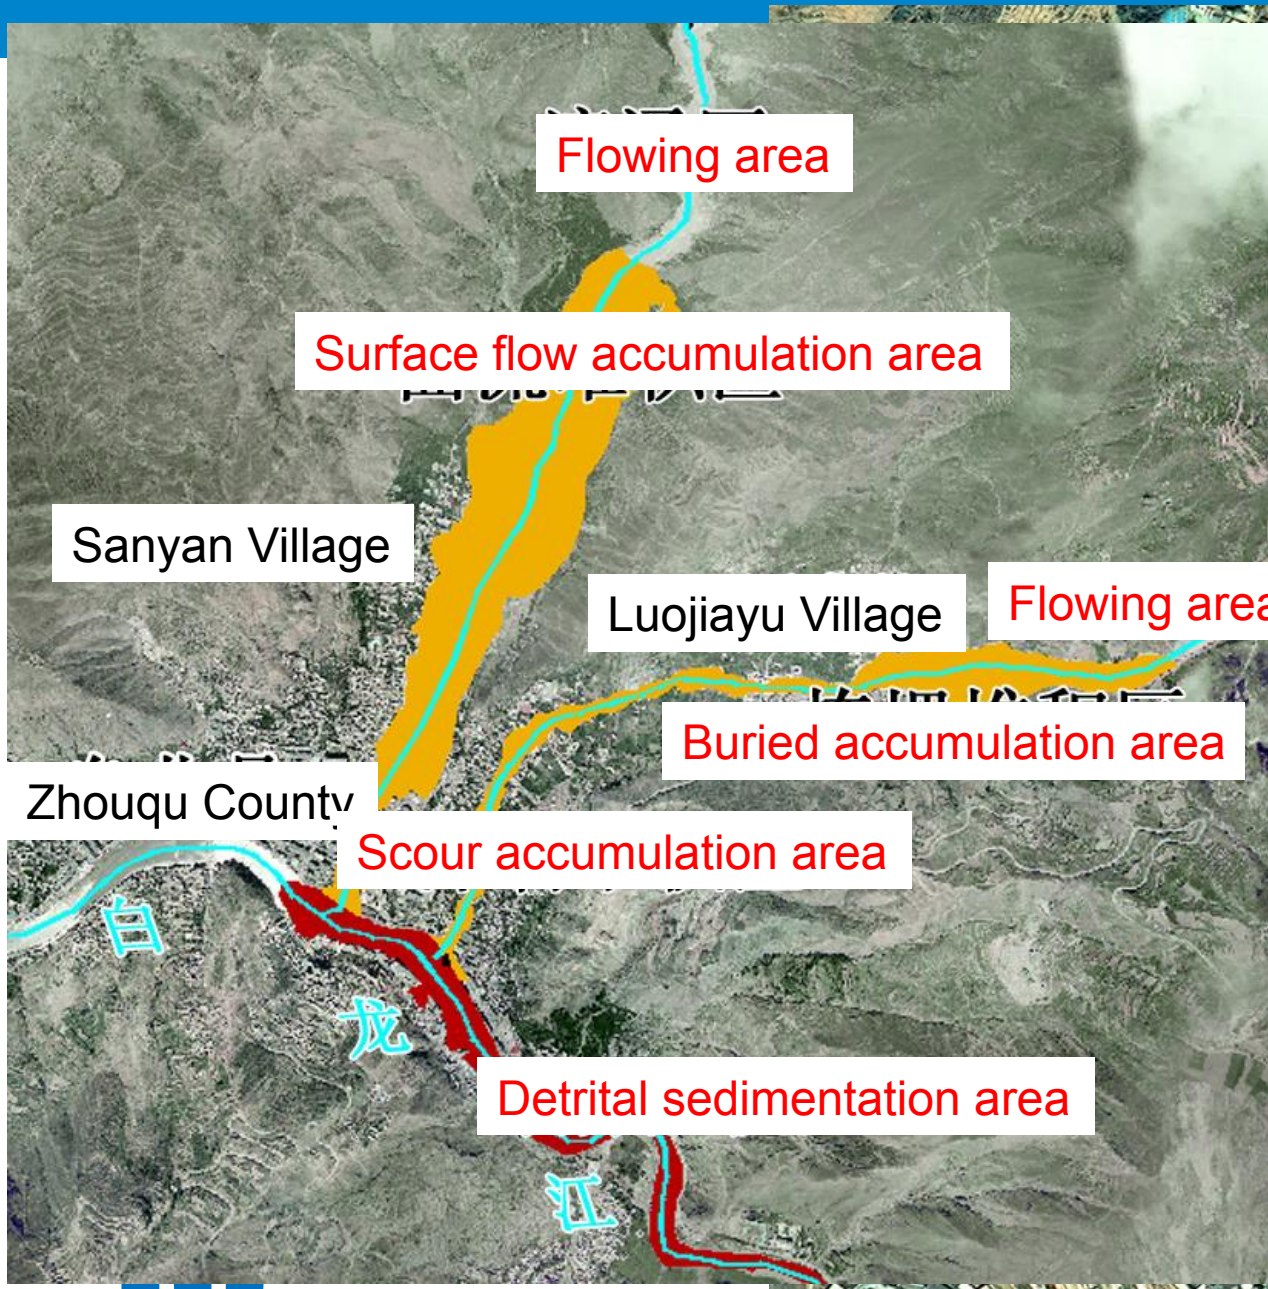 Flowing area
Surface flow accumulation area
Sanyan Village
Luojiayu Village
Flowing area
Buried accumulation area
Zhouqu County
Scour accumulation area
白
龙
Detrital sedimentation area
江